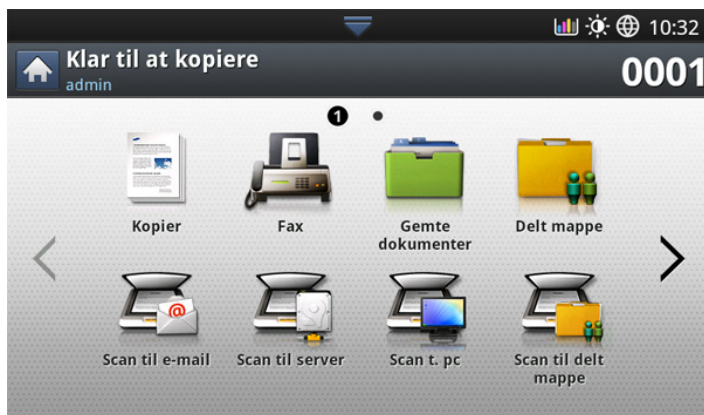 10:32
Klar til at kopiere
admin
0001
1
Kopier
Fax
Gemte
dokumenter
Delt mappe
@
Scan til e-mail
Scan til server
Scan t. pc
Scan til delt
mappe